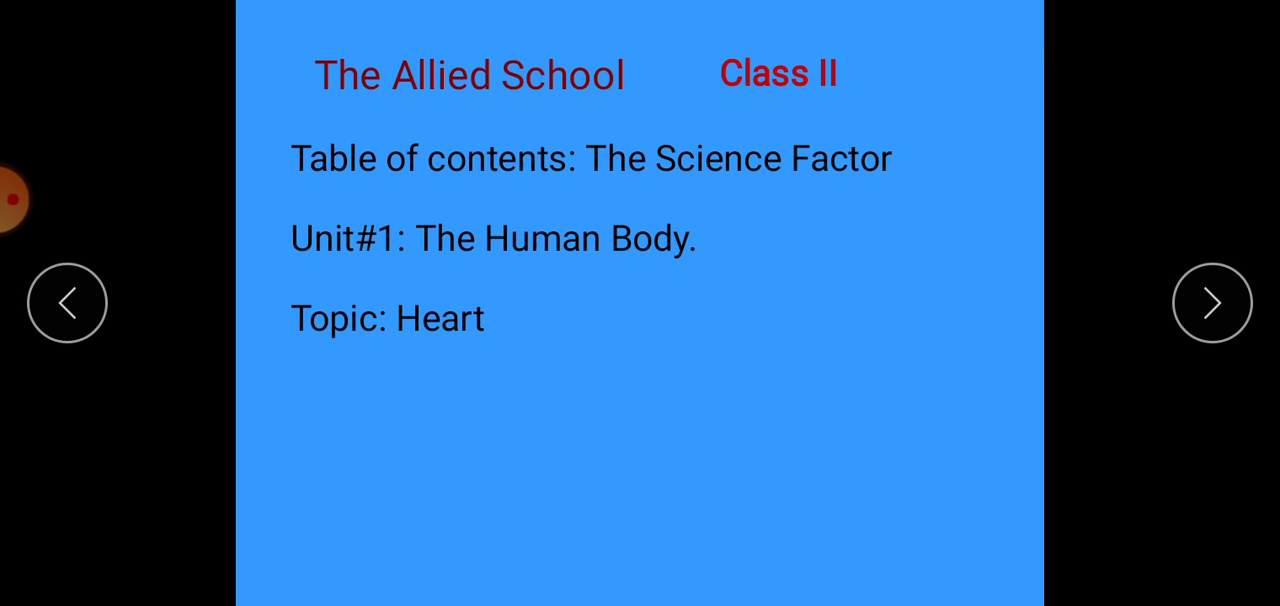 The Allied School Class II
Table of contents: The Science Factor
Unit#1: The Human Body.
Topic: Heart